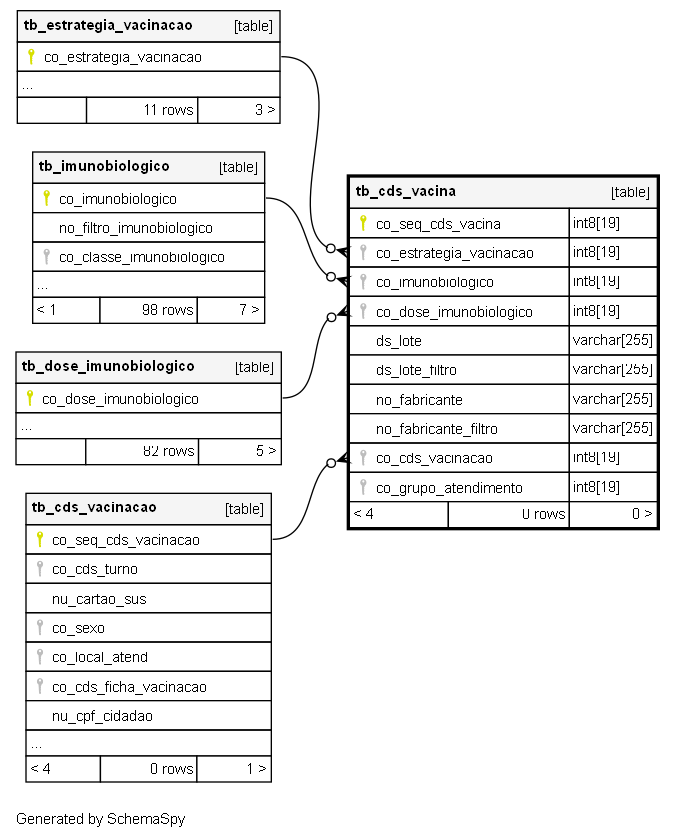 tb_estrategia_vacinacao [table]
co_estrategia_vacinacao
...
11 rows 3 >
tb_imunobiologico [table]
co_imunobiologico
no_filtro_imunobiologico
co_classe_imunobiologico
...
< 1 98 rows 7 >
tb_dose_imunobiologico [table]
co_dose_imunobiologico
...
82 rows 5 >
tb_cds_vacinacao [table]
co_seq_cds_vacinacao
co_cds_turno
nu_cartao_sus
co_sexo
co_local_atend
co_cds_ficha_vacinacao
nu_cpf_cidadao
...
< 4 0 rows 1 >
tb_cds_vacina [table]
co_seq_cds_vacina int8[19]
co_estrategia_vacinacao int8[19]
co_imunobiologico int8[19]
co_dose_imunobiologico int8[19]
ds_lote varchar[255]
ds_lote_filtro varchar[255]
no_fabricante varchar[255]
no_fabricante_filtro varchar[255]
co_cds_vacinacao int8[19]
co_grupo_atendimento int8[19]
< 4 0 rows 0 >
Generated by SchemaSpy